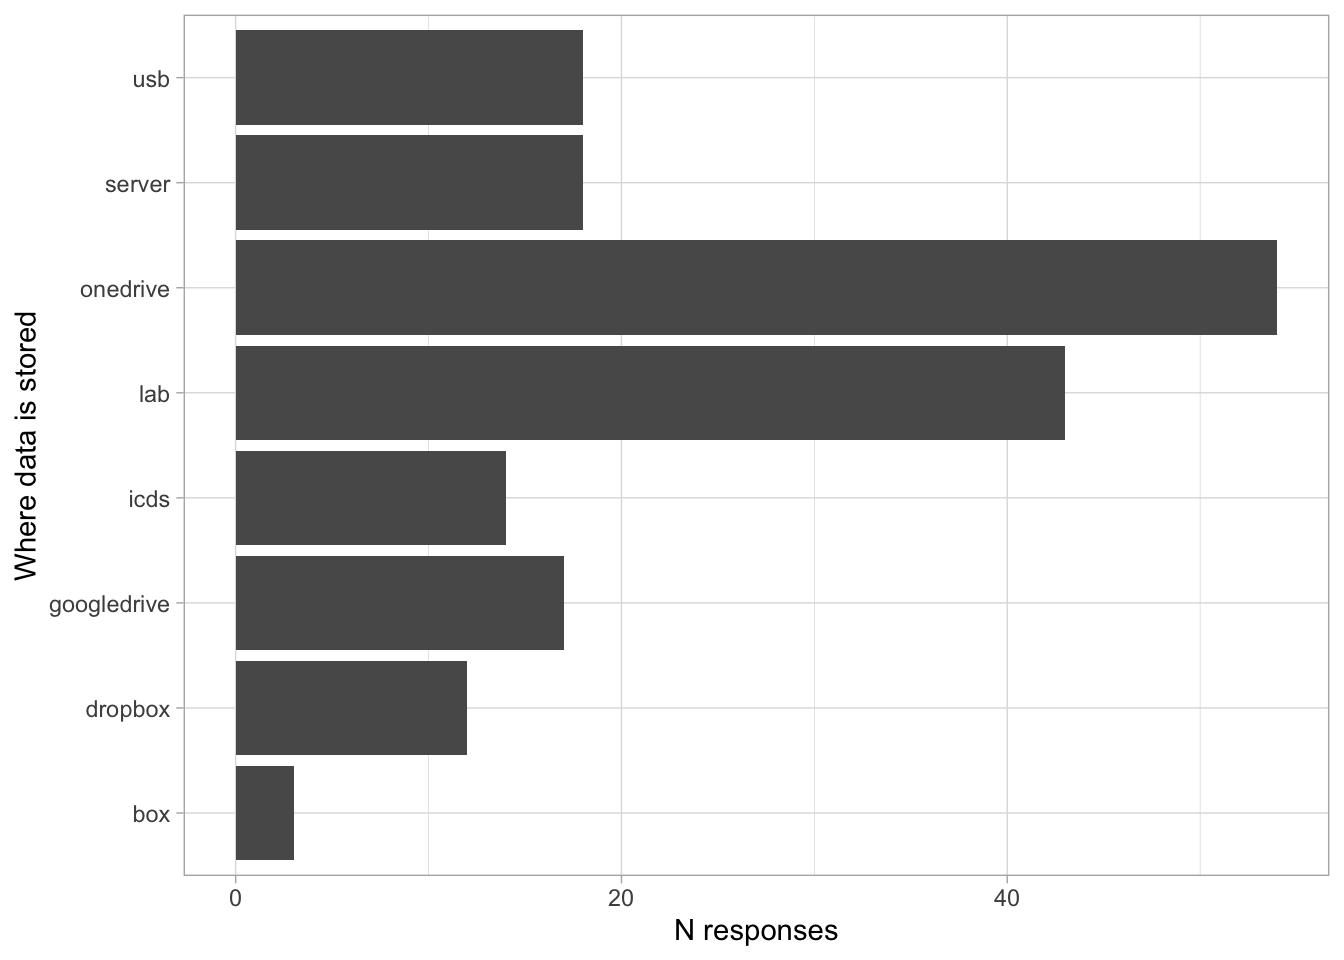 usb
server
onedrive
lab
icds
googledrive
dropbox
box
Where data is stored
0 20 40
N responses